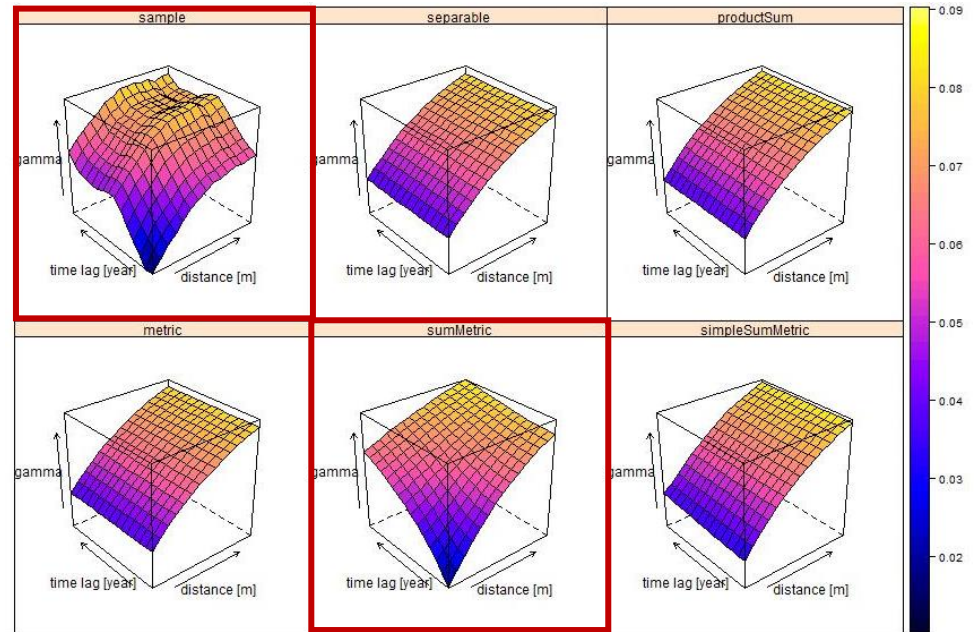 sample
separable
productSum
gamma
time lag [year]
distance [m]
gamma
time lag [year]
distance [m]
gamma
time lag [year]
distance [m]
metric
sumMetric
simpleSumMetric
gamma
time lag [year]
distance [m]
gamma
time lag [year]
distance [m]
gamma
time lag [year]
distance [m]
0.09
0.08
0.07
0.06
0.05
0.04
0.03
0.02